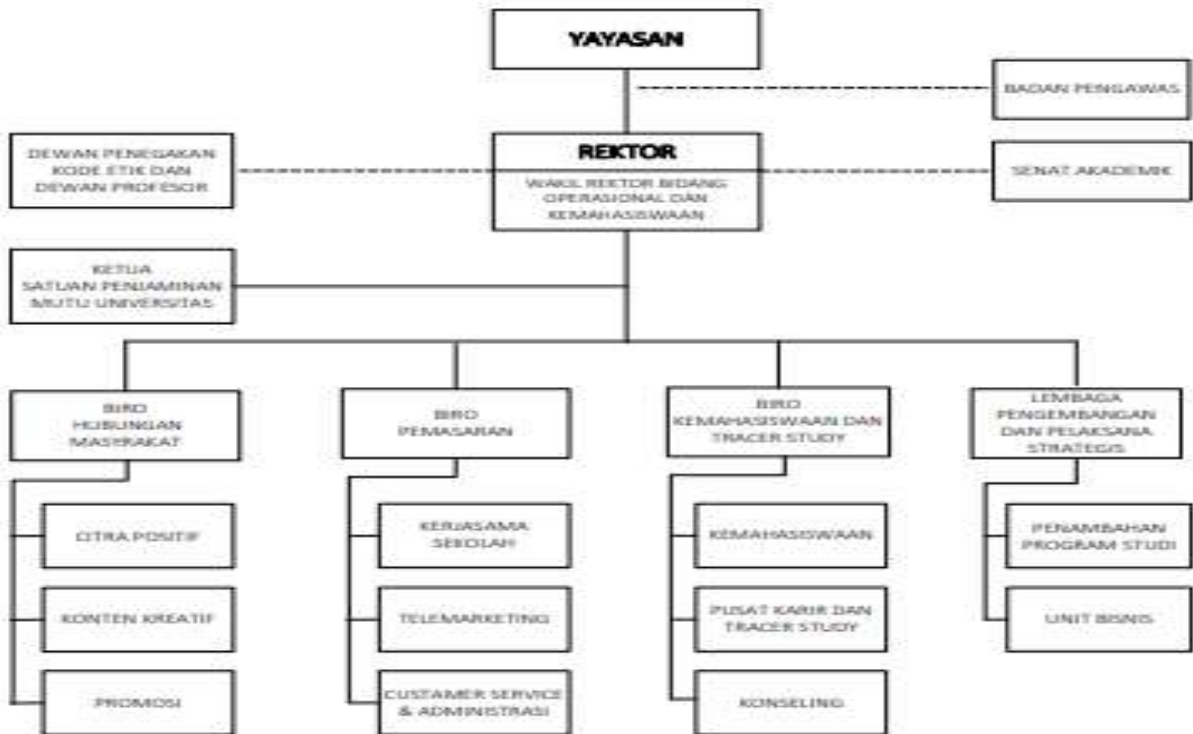 YAYASAN
BADAN PENGAWAS
DEWAN PENEGAKAN
KODE ETIK DAN
DEWAN PROFESOR
REKTOR
WAKIL REKTOR BIDANG
OPERASIONAL DAN
KEMAHASISWAAN
SENAT AKADEMIK
KETUA
SATUAN PENJAMINAN
MUTU UNIVERSITAS
BIRO
HUBUNGAN
MASYRAKAT
BIRO
PEMASARAN
BIRO
KEMAHASISWAAN DAN
TRACER STUDY
LEMBAGA
PENGEMBANGAN
DAN PELAKSANA
STRATEGIS
CITRA POSITIF
KERJASAMA
SEKOLAH
KEMAHASISWAAN
PENAMBAHAN
PROGRAM STUDI
KONTEN KREATIF
TELEMARKETING
PUSAT KARIR DAN
TRACER STUDY
UNIT BISNIS
PROMOSI
CUSTAMER SERVICE
& ADMINISTRASI
KONSELING